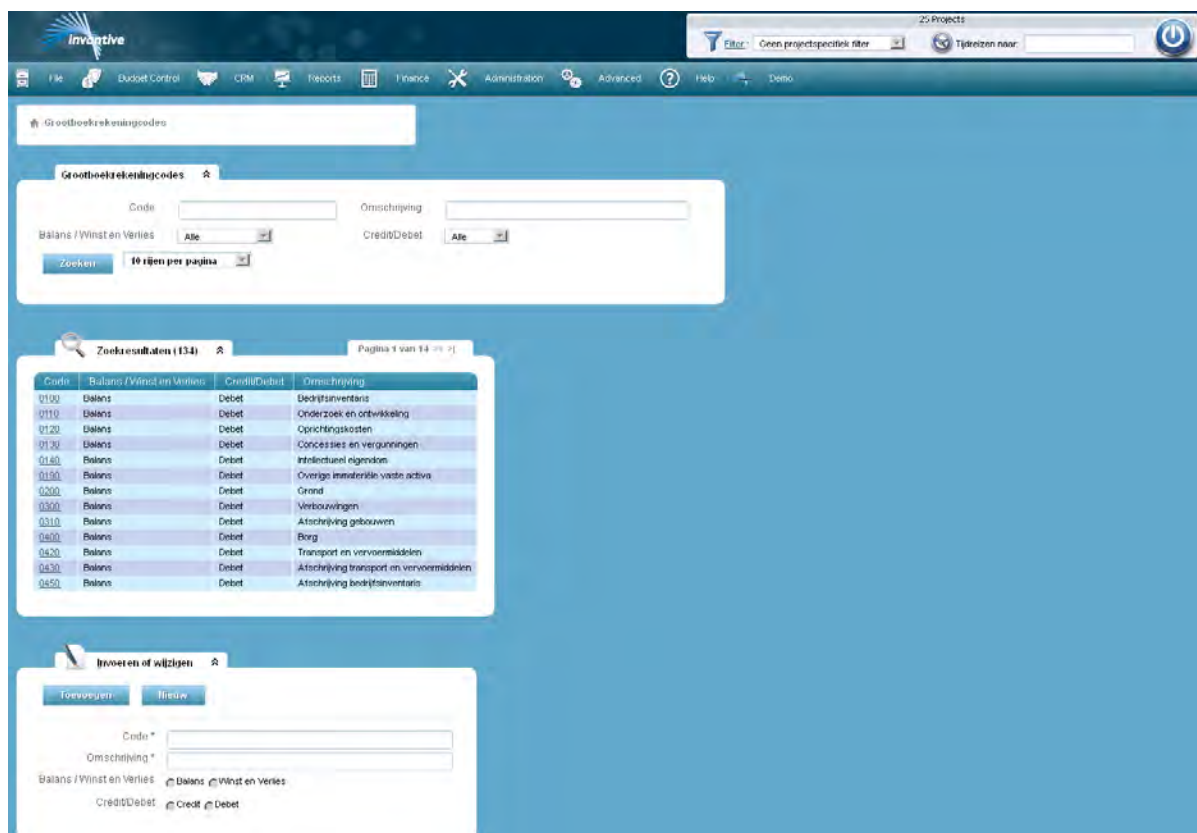 25 Projects
invantive
Filter: Geen projectspecifiek filter Tijdreizen naar:
File Budget Control CRM Reports Finance Administration Advanced Help Demo
Grootboekrekeningcodes
Grootboekrekeningcodes
Code Omschrijving
Balans / Winst en Verlies Alle Credit/Debet Alle
Zoeken 10 rijen per pagina
Zoekresultaten (134) Pagina 1 van 14
Code Balans / Winst en Verlies Credit/Debet Omschrijving
0100 Balans Debet Bedrijfsinventaris
0110 Balans Debet Onderzoek en ontwikkeling
0120 Balans Debet Oprichtingskosten
0130 Balans Debet Concessies en vergunningen
0140 Balans Debet Intellectueel eigendom
0190 Balans Debet Overige immateriële vaste activa
0200 Balans Debet Grond
0300 Balans Debet Verbouwingen
0310 Balans Debet Afschrijving gebouwen
0400 Balans Debet Borg
0420 Balans Debet Transport en vervoermiddelen
0430 Balans Debet Afschrijving transport en vervoermiddelen
0450 Balans Debet Afschrijving bedrijfsinventaris
Invoeren of wijzigen
Toevoegen Nieuw
Code *
Omschrijving *
Balans / Winst en Verlies Balans Winst en Verlies
Credit/Debet Credit Debet